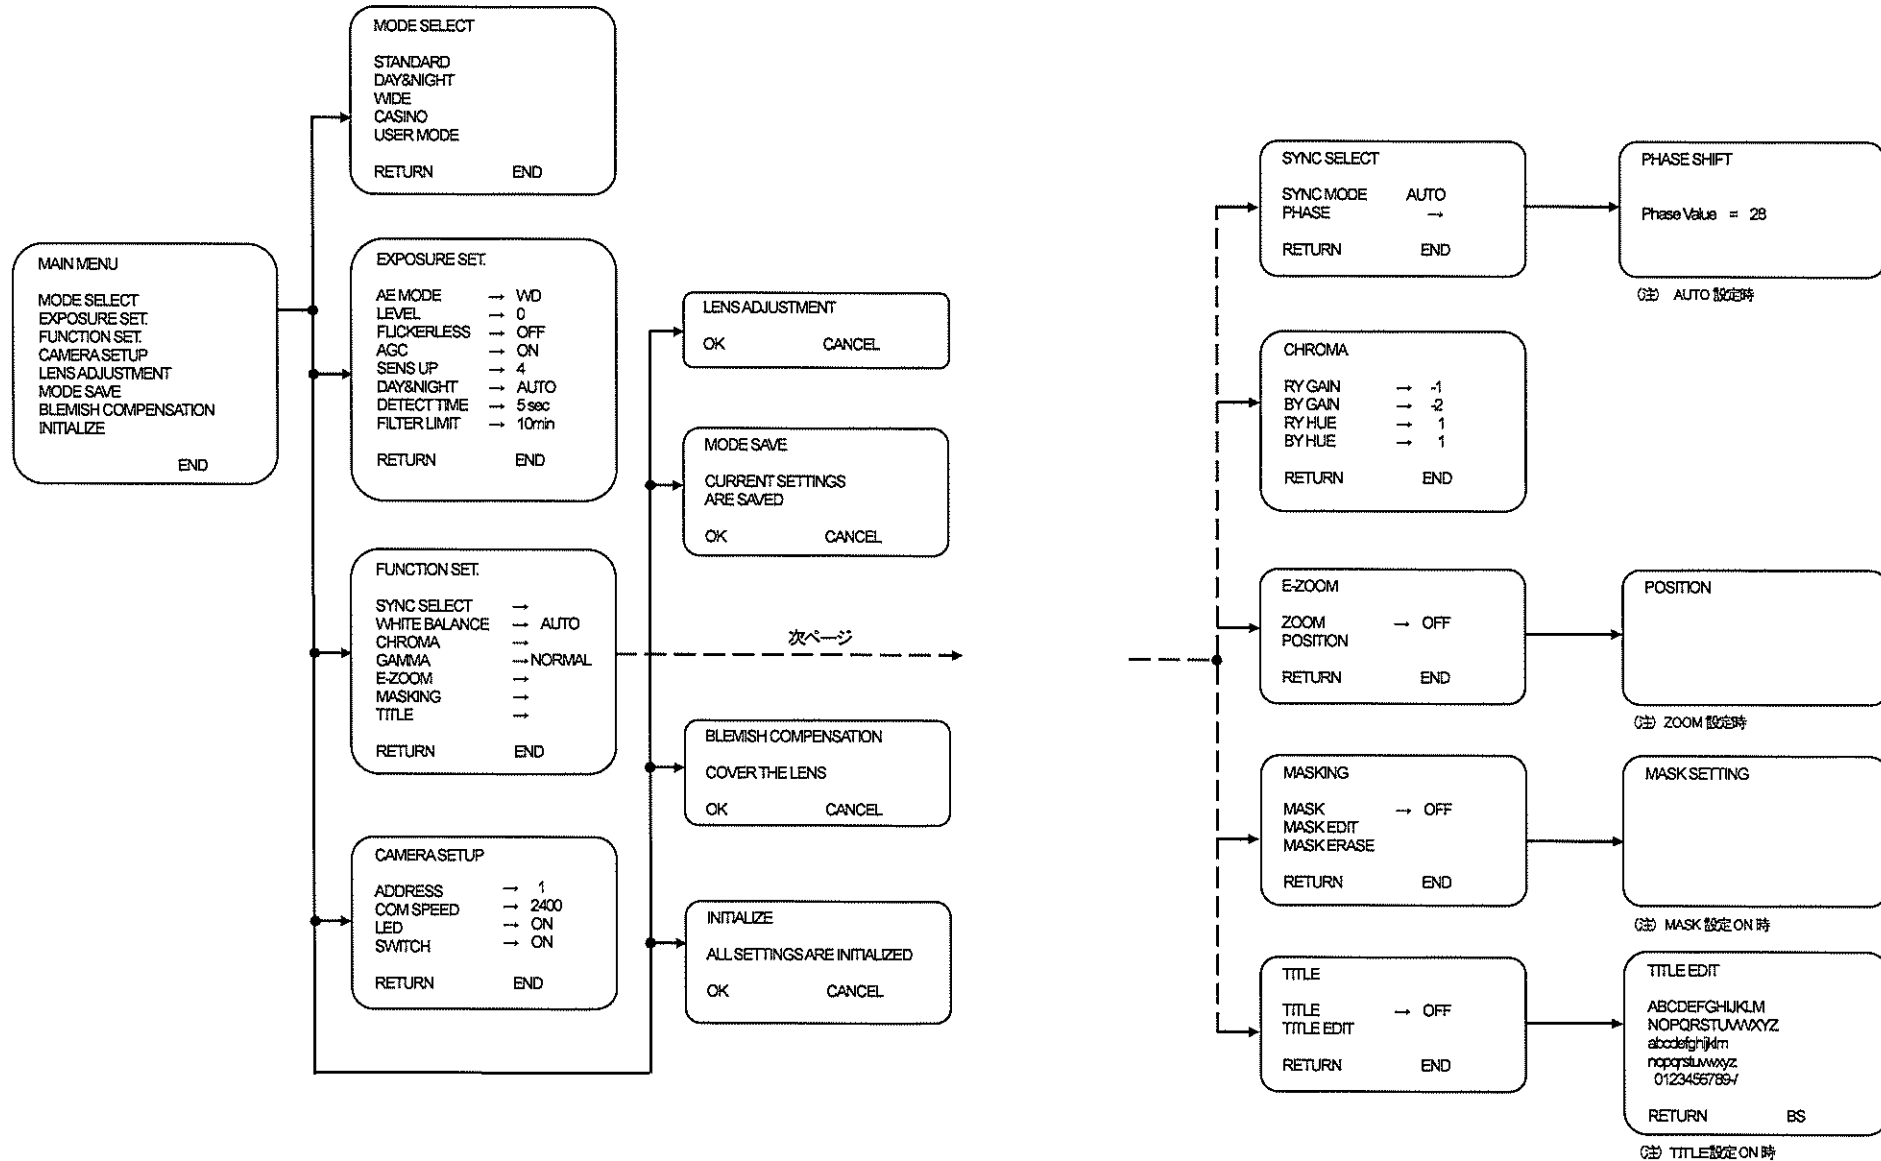 MAIN MENU
MODE SELECT
EXPOSURE SET.
FUNCTION SET.
CAMERA SETUP
LENS ADJUSTMENT
MODE SAVE
BLEMISH COMPENSATION
INITIALIZE
END
MODE SELECT
STANDARD
DAY&NIGHT
WIDE
CASINO
USER MODE
RETURN END
EXPOSURE SET.
AE MODE → WD
LEVEL → 0
FLICKERLESS → OFF
AGC → ON
SENS UP → 4
DAY&NIGHT → AUTO
DETECT TIME → 5 sec
FILTER LIMIT → 10min
RETURN END
FUNCTION SET.
SYNC SELECT →
WHITE BALANCE → AUTO
CHROMA →
GAMMA → NORMAL
E-ZOOM →
MASKING →
TITLE →
RETURN END
CAMERA SETUP
ADDRESS → 1
COM SPEED → 2400
LED → ON
SWITCH → ON
RETURN END
LENS ADJUSTMENT
OK CANCEL
MODE SAVE
CURRENT SETTINGS
ARE SAVED
OK CANCEL
次ページ
BLEMISH COMPENSATION
COVER THE LENS
OK CANCEL
INITIALIZE
ALL SETTINGS ARE INITIALIZED
OK CANCEL
SYNC SELECT
SYNC MODE AUTO
PHASE →
RETURN END
PHASE SHIFT
Phase Value = 28
(注) AUTO 設定時
CHROMA
RY GAIN → -1
BY GAIN → -2
RY HUE → 1
BY HUE → 1
RETURN END
E-ZOOM
ZOOM → OFF
POSITION
RETURN END
POSITION
(注) ZOOM 設定時
MASKING
MASK → OFF
MASK EDIT
MASK ERASE
RETURN END
MASK SETTING
(注) MASK 設定 ON 時
TITLE
TITLE → OFF
TITLE EDIT
RETURN END
TITLE EDIT
ABCDEFGHIJKLM
NOPQRSTUVWXYZ
abcdefghijklm
nopqrstuvwxyz
0123456789-/
RETURN BS
(注) TITLE 設定 ON 時